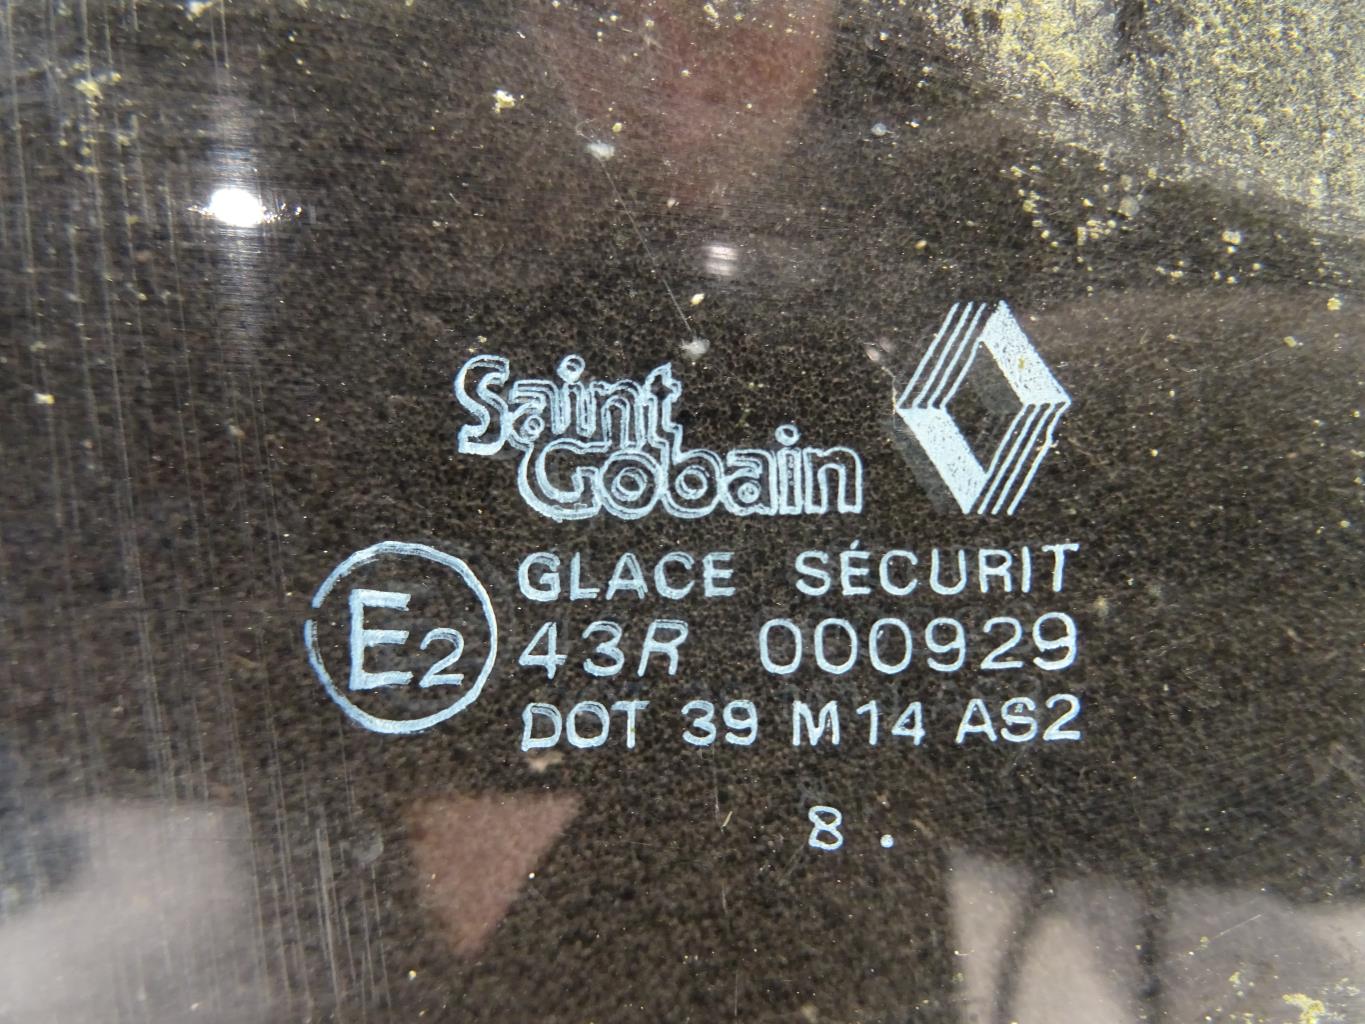 Saint
Gobain
GLACE SÉCURIT
E2
43R 000929
DOT 39 M14 AS2
8 .